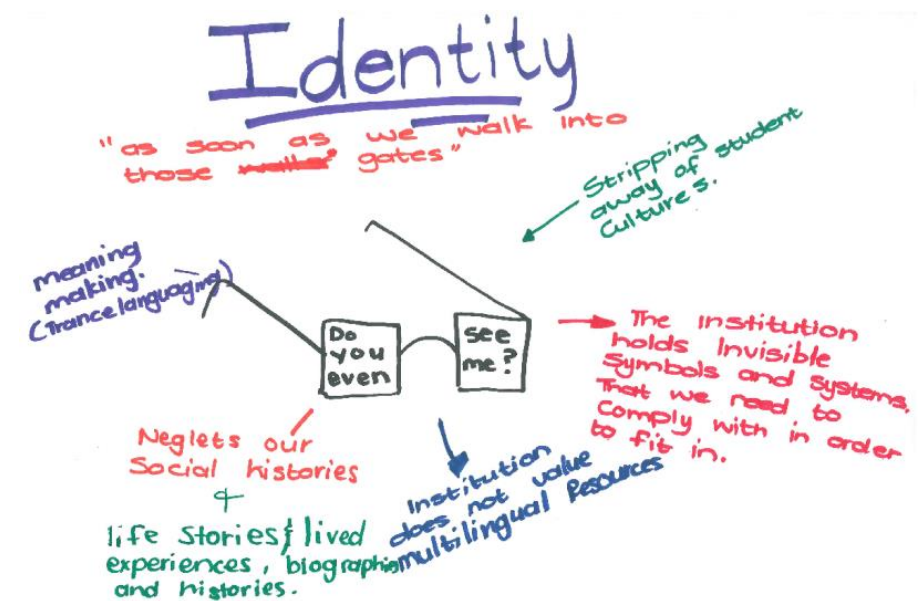 Identity
"as soon as we walk into
those gates"
Stripping
away of student
Cultures.
meaning
making.
(Trancelanguaging)
Do
you
even
see
me?
The institution
holds Invisible
Symbols and systems.
That we need to
Comply with in order
to fit in.
Neglets our
Social histories
+
life stories & lived
experiences, biographies
and histories.
Institution
does not value
multilingual Resources